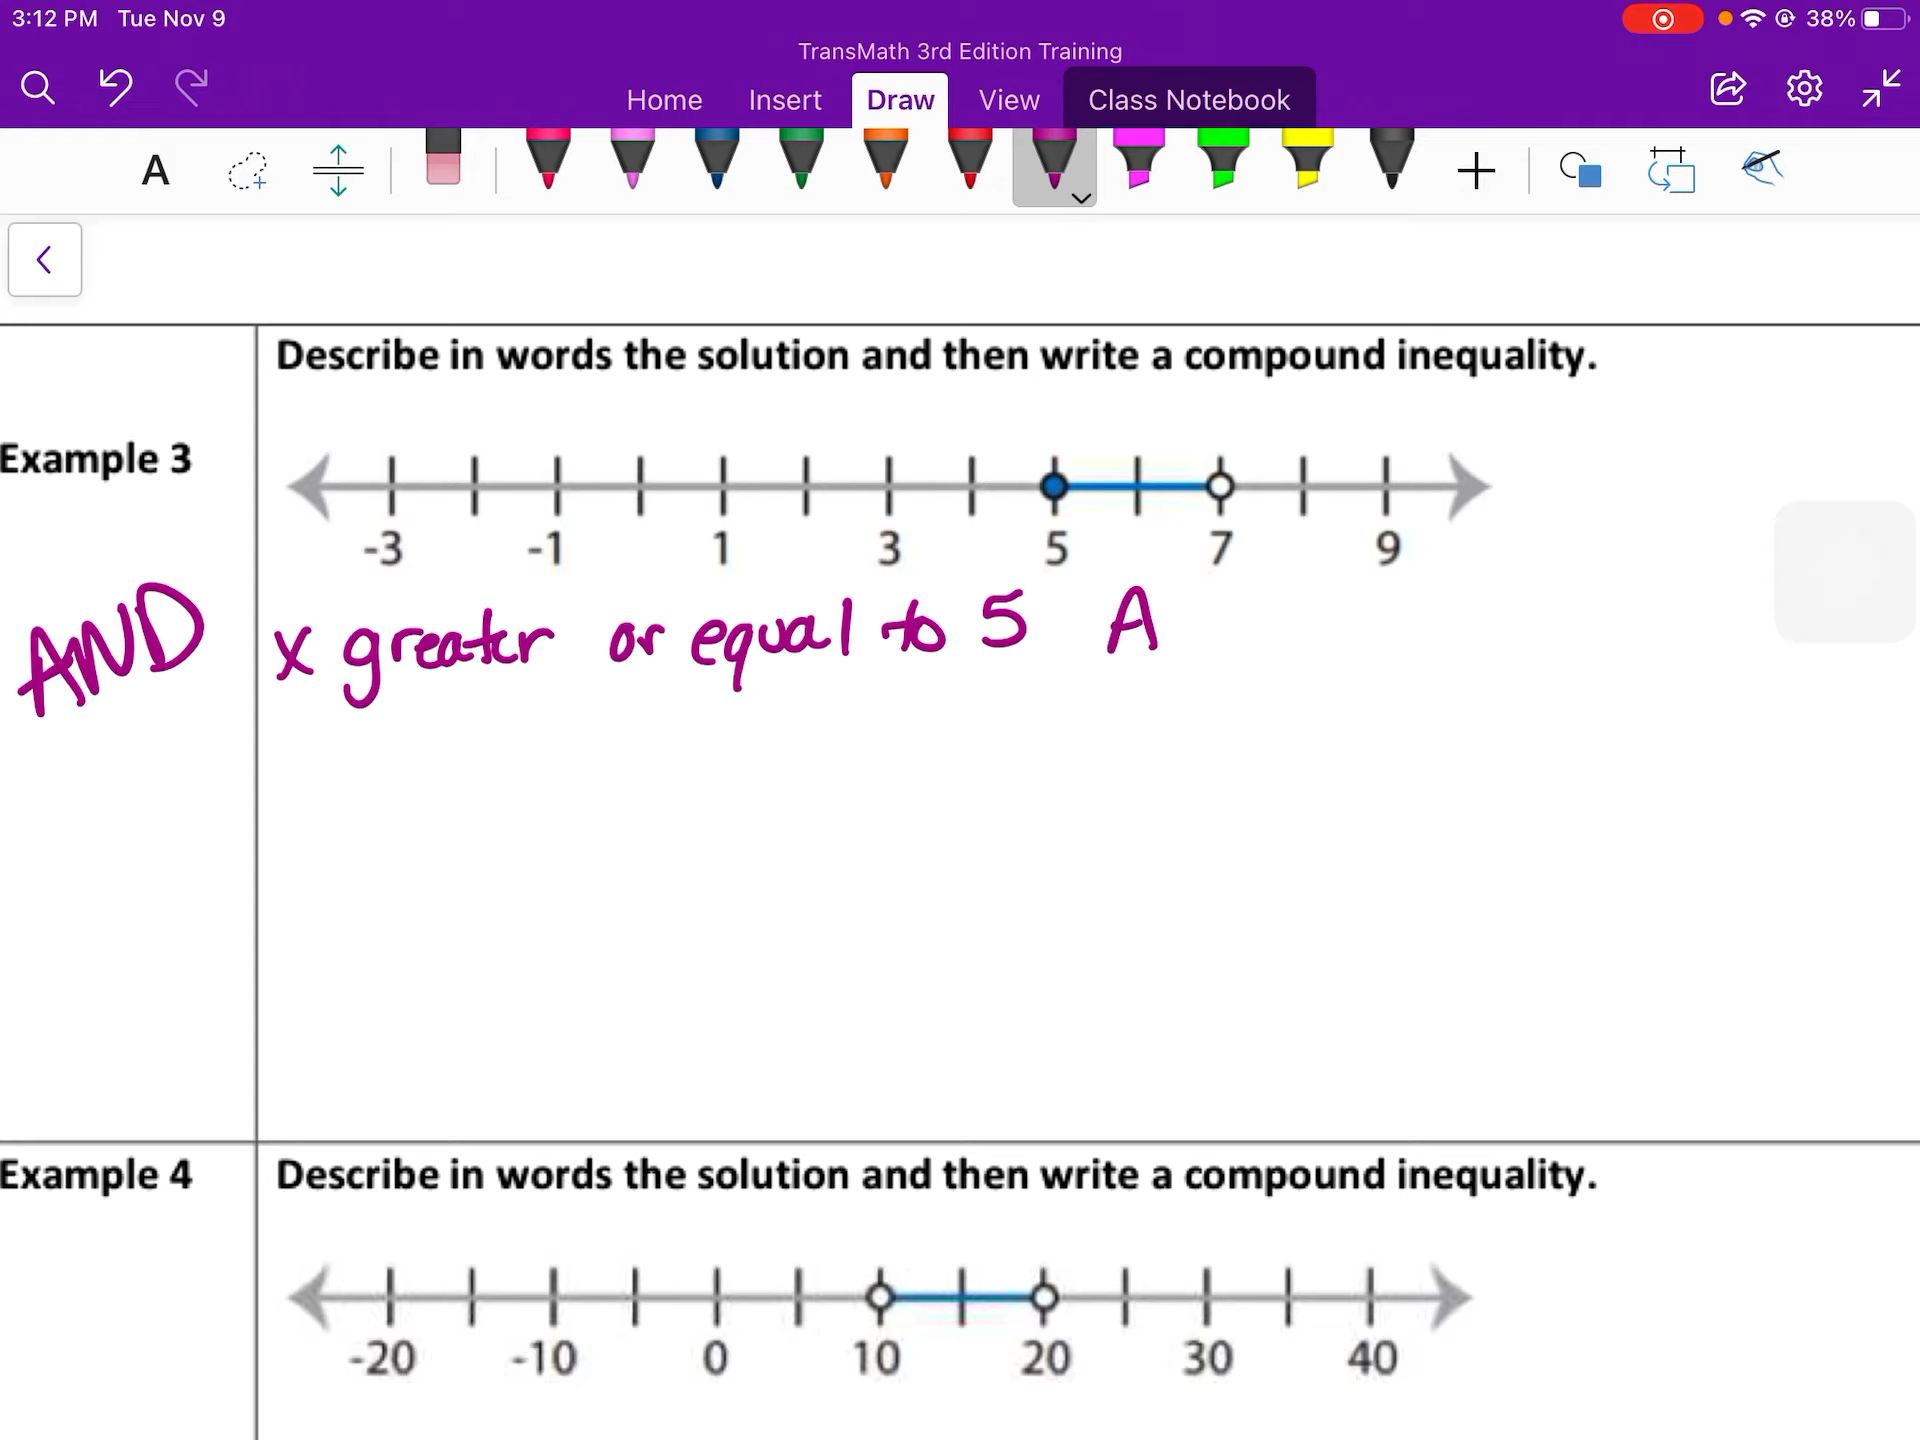 3:12 PM Tue Nov 9 38%
TransMath 3rd Edition Training
Home Insert Draw View Class Notebook
A
Describe in words the solution and then write a compound inequality.
Example 3
-3 -1 1 3 5 7 9
AND x greater or equal to 5 A
Example 4 Describe in words the solution and then write a compound inequality.
-20 -10 0 10 20 30 40